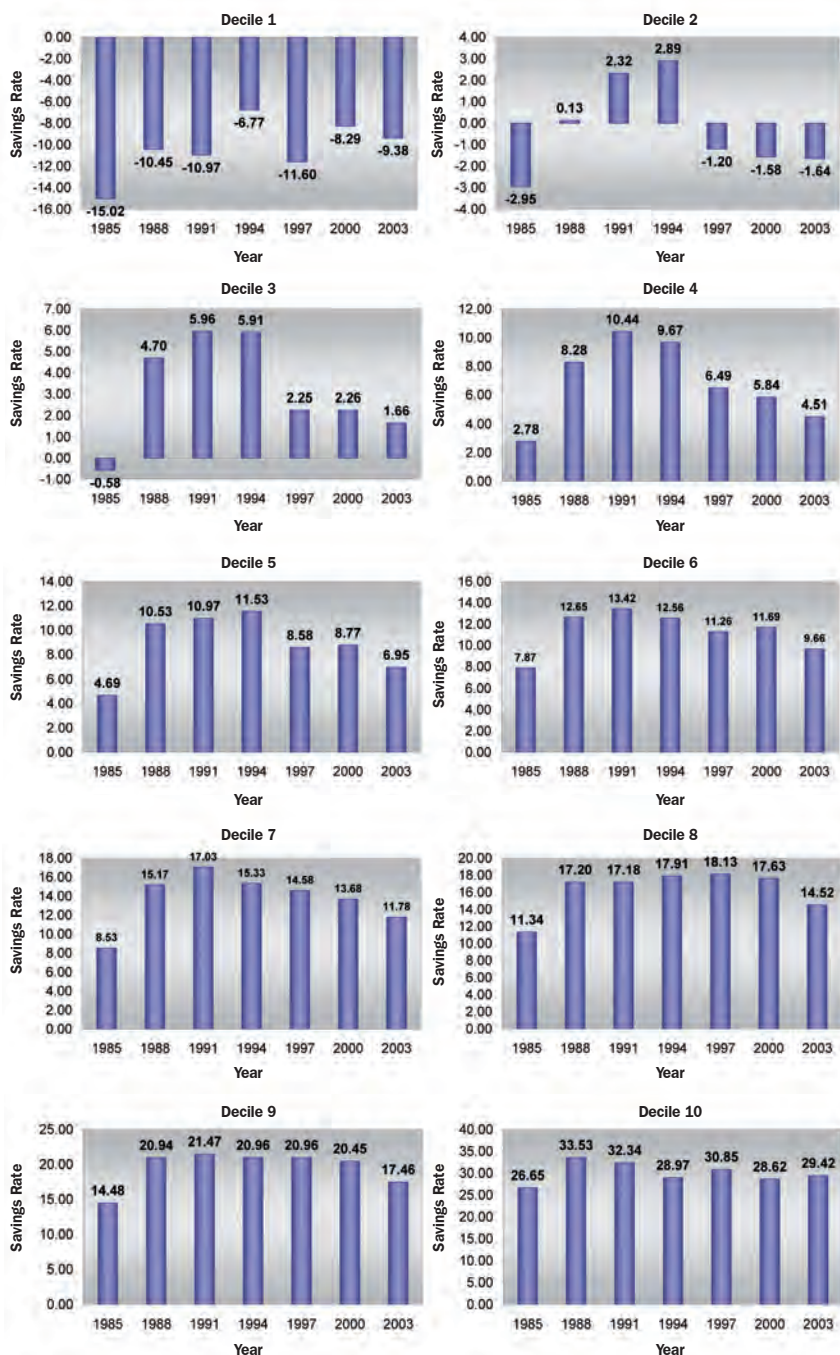 Decile 1
Savings Rate
0.00
-2.00
-4.00
-6.00
-8.00
-10.00
-12.00
-14.00
-16.00
-15.02 -10.45 -10.97 -6.77 -11.60 -8.29 -9.38
1985 1988 1991 1994 1997 2000 2003
Year
Decile 2
Savings Rate
4.00
3.00
2.00
1.00
0.00
-1.00
-2.00
-3.00
-4.00
-2.95 0.13 2.32 2.89 -1.20 -1.58 -1.64
1985 1988 1991 1994 1997 2000 2003
Year
Decile 3
Savings Rate
7.00
6.00
5.00
4.00
3.00
2.00
1.00
0.00
-1.00
-0.58 4.70 5.96 5.91 2.25 2.26 1.66
1985 1988 1991 1994 1997 2000 2003
Year
Decile 4
Savings Rate
12.00
10.00
8.00
6.00
4.00
2.00
0.00
2.78 8.28 10.44 9.67 6.49 5.84 4.51
1985 1988 1991 1994 1997 2000 2003
Year
Decile 5
Savings Rate
14.00
12.00
10.00
8.00
6.00
4.00
2.00
0.00
4.69 10.53 10.97 11.53 8.58 8.77 6.95
1985 1988 1991 1994 1997 2000 2003
Year
Decile 6
Savings Rate
16.00
14.00
12.00
10.00
8.00
6.00
4.00
2.00
0.00
7.87 12.65 13.42 12.56 11.26 11.69 9.66
1985 1988 1991 1994 1997 2000 2003
Year
Decile 7
Savings Rate
18.00
16.00
14.00
12.00
10.00
8.00
6.00
4.00
2.00
0.00
8.53 15.17 17.03 15.33 14.58 13.68 11.78
1985 1988 1991 1994 1997 2000 2003
Year
Decile 8
Savings Rate
20.00
18.00
16.00
14.00
12.00
10.00
8.00
6.00
4.00
2.00
0.00
11.34 17.20 17.18 17.91 18.13 17.63 14.52
1985 1988 1991 1994 1997 2000 2003
Year
Decile 9
Savings Rate
25.00
20.00
15.00
10.00
5.00
0.00
14.48 20.94 21.47 20.96 20.96 20.45 17.46
1985 1988 1991 1994 1997 2000 2003
Year
Decile 10
Savings Rate
40.00
35.00
30.00
25.00
20.00
15.00
10.00
5.00
0.00
26.65 33.53 32.34 28.97 30.85 28.62 29.42
1985 1988 1991 1994 1997 2000 2003
Year